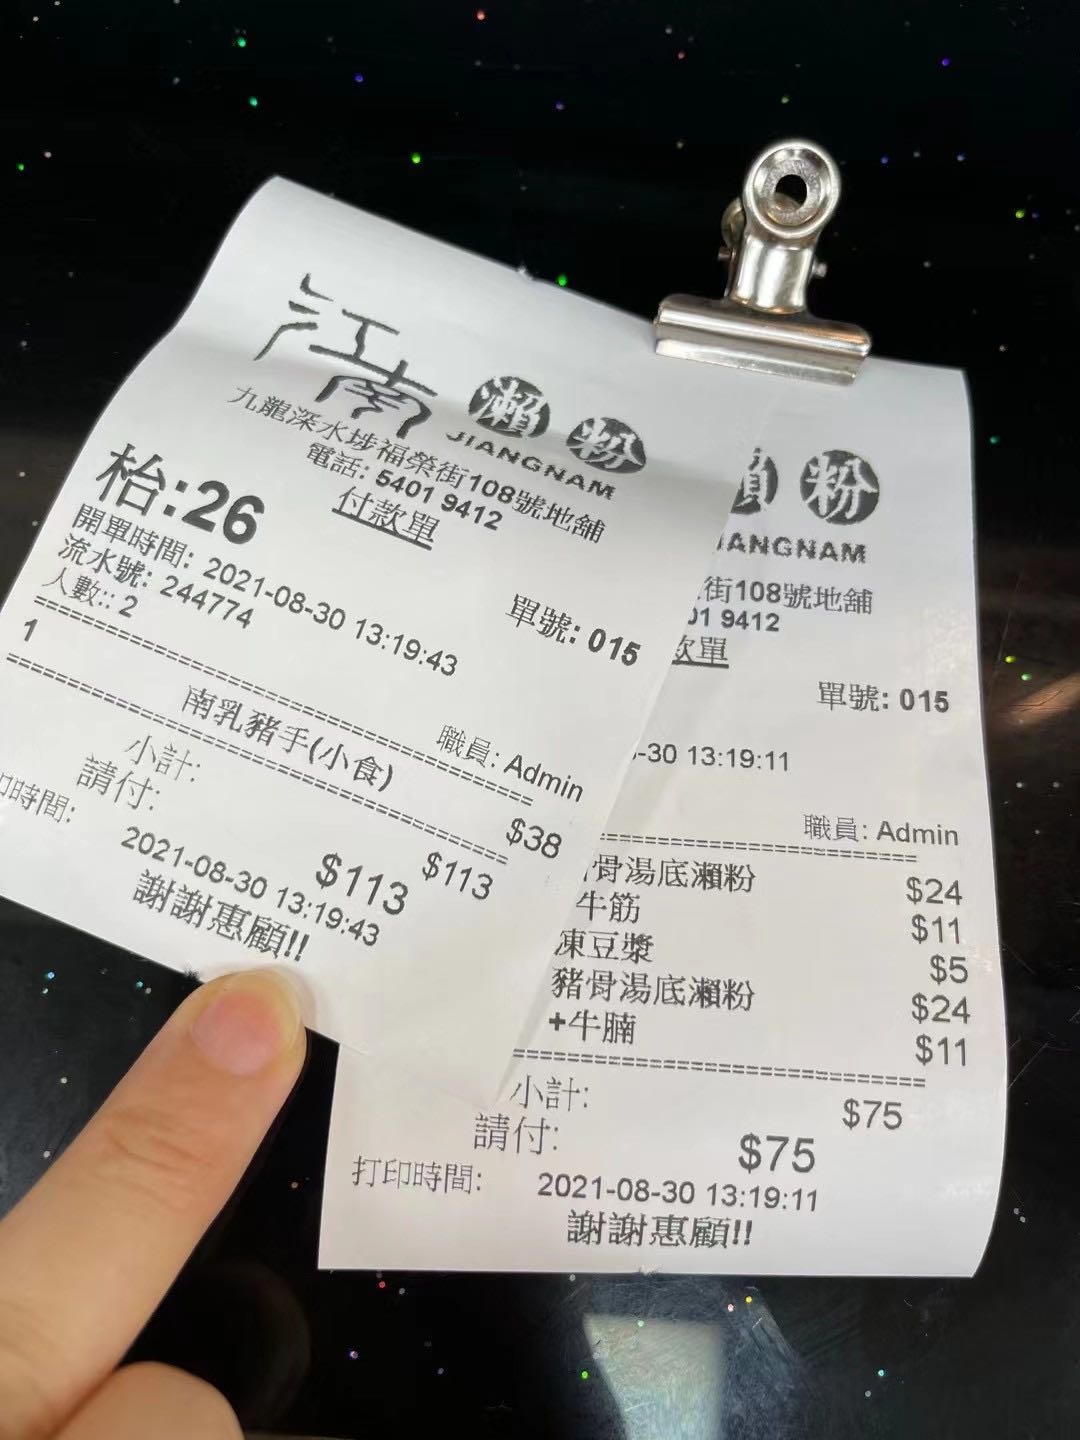 江南瀨粉
JIANGNAM
九龍深水埗福榮街108號地舖
電話: 5401 9412
付款單
枱:26
單號: 015
開單時間: 2021-08-30 13:19:43
流水號: 244774
人數:: 2
職員: Admin
1 南乳豬手(小食) $38
小計: $113
請付: $113
印時間: 2021-08-30 13:19:43
謝謝惠顧!!
粉
IANGNAM
街108號地舖
01 9412
單
單號: 015
-30 13:19:11
職員: Admin
骨湯底瀨粉 $24
牛筋 $11
凍豆漿 $5
豬骨湯底瀨粉 $24
+牛腩 $11
小計: $75
請付: $75
打印時間: 2021-08-30 13:19:11
謝謝惠顧!!